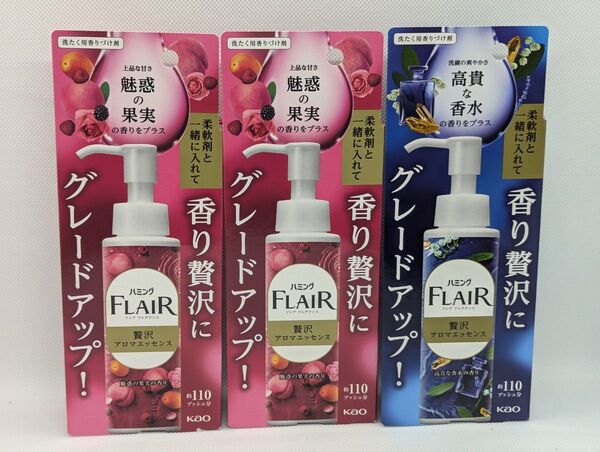 洗たく用香りづけ剤
上品な甘さ
魅惑
の
果実
の香りをプラス
柔軟剤と
一緒に入れて
香り贅沢に
グレードアップ!
ハミング
FLAIR
フレア フレグランス
贅沢
アロマエッセンス
魅惑の果実の香り
約110
プッシュ分
Kao
洗たく用香りづけ剤
上品な甘さ
魅惑
の
果実
の香りをプラス
柔軟剤と
一緒に入れて
香り贅沢に
グレードアップ!
ハミング
FLAIR
フレア フレグランス
贅沢
アロマエッセンス
魅惑の果実の香り
約110
プッシュ分
Kao
洗たく用香りづけ剤
洗練の爽やかさ
高貴
な
香水
の香りをプラス
柔軟剤と
一緒に入れて
香り贅沢に
グレードアップ!
ハミング
FLAIR
フレア フレグランス
贅沢
アロマエッセンス
高貴な香水の香り
約110
プッシュ分
Kao